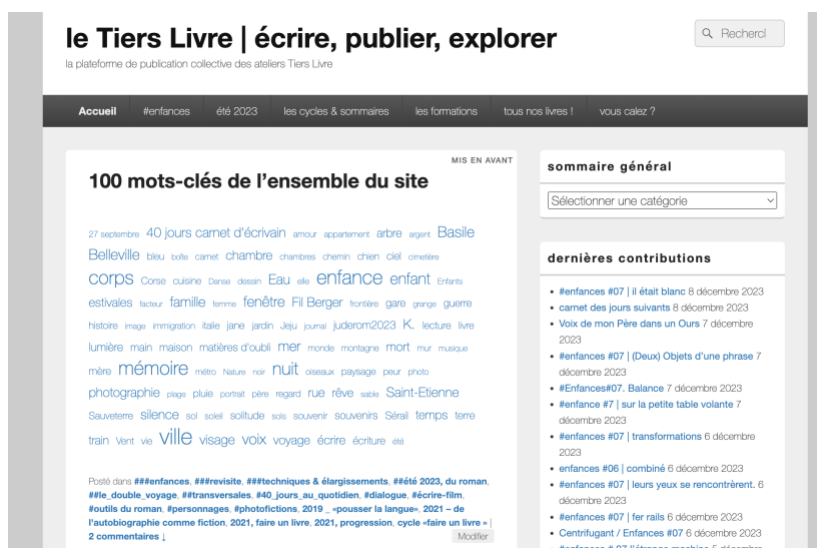 le Tiers Livre | écrire, publier, explorer
la plateforme de publication collective des ateliers Tiers Livre
Rechercl
Accueil #enfances été 2023 les cycles & sommaires les formations tous nos livres ! vous calez ?
MIS EN AVANT
100 mots-clés de l'ensemble du site
27 septembre 40 jours carnet d'écrivain amour appartement arbre argent Basile
Belleville bleu boîte carnet chambre chambres chemin chien ciel cimetière
corps Corse cuisine Danse dessin Eau elle enfance enfant Enfants
estivales facteur famille femme fenêtre Fil Berger frontière gare grange guerre
histoire image immigration italie jane jardin Jeju journal juderom2023 K. lecture livre
lumière main maison matières d'oubli mer monde montagne mort mur musique
mère mémoire métro Nature noir nuit oiseaux paysage peur photo
photographie plage pluie portrait père regard rue rêve sable Saint-Etienne
Sauveterre silence sol soleil solitude sols souvenir souvenirs Sérail temps terre
train Vent vie ville visage voix voyage écrire écriture été
Posté dans ###enfances, ###revisite, ###techniques & élargissements, ##été 2023, du roman,
##le_double_voyage, ##transversales, #40_jours_au_quotidien, #dialogue, #écrire-film,
#outils du roman, #personnages, #photofictions, 2019 _ «pousser la langue», 2021 – de
l'autobiographie comme fiction, 2021, faire un livre, 2021, progression, cycle «faire un livre » |
2 commentaires ↓
Modifier
sommaire général
Sélectionner une catégorie
dernières contributions
#enfances #07 | il était blanc 8 décembre 2023
carnet des jours suivants 8 décembre 2023
Voix de mon Père dans un Ours 7 décembre
2023
#enfances #07 | (Deux) Objets d'une phrase 7
décembre 2023
#Enfances#07. Balance 7 décembre 2023
#enfance #7 | sur la petite table volante 7
décembre 2023
#enfances #07 | transformations 6 décembre
2023
enfances #06 | combiné 6 décembre 2023
#enfances #07 | leurs yeux se rencontrèrent. 6
décembre 2023
#enfances #07 | fer rails 6 décembre 2023
Centrifugant / Enfances #07 6 décembre 2023